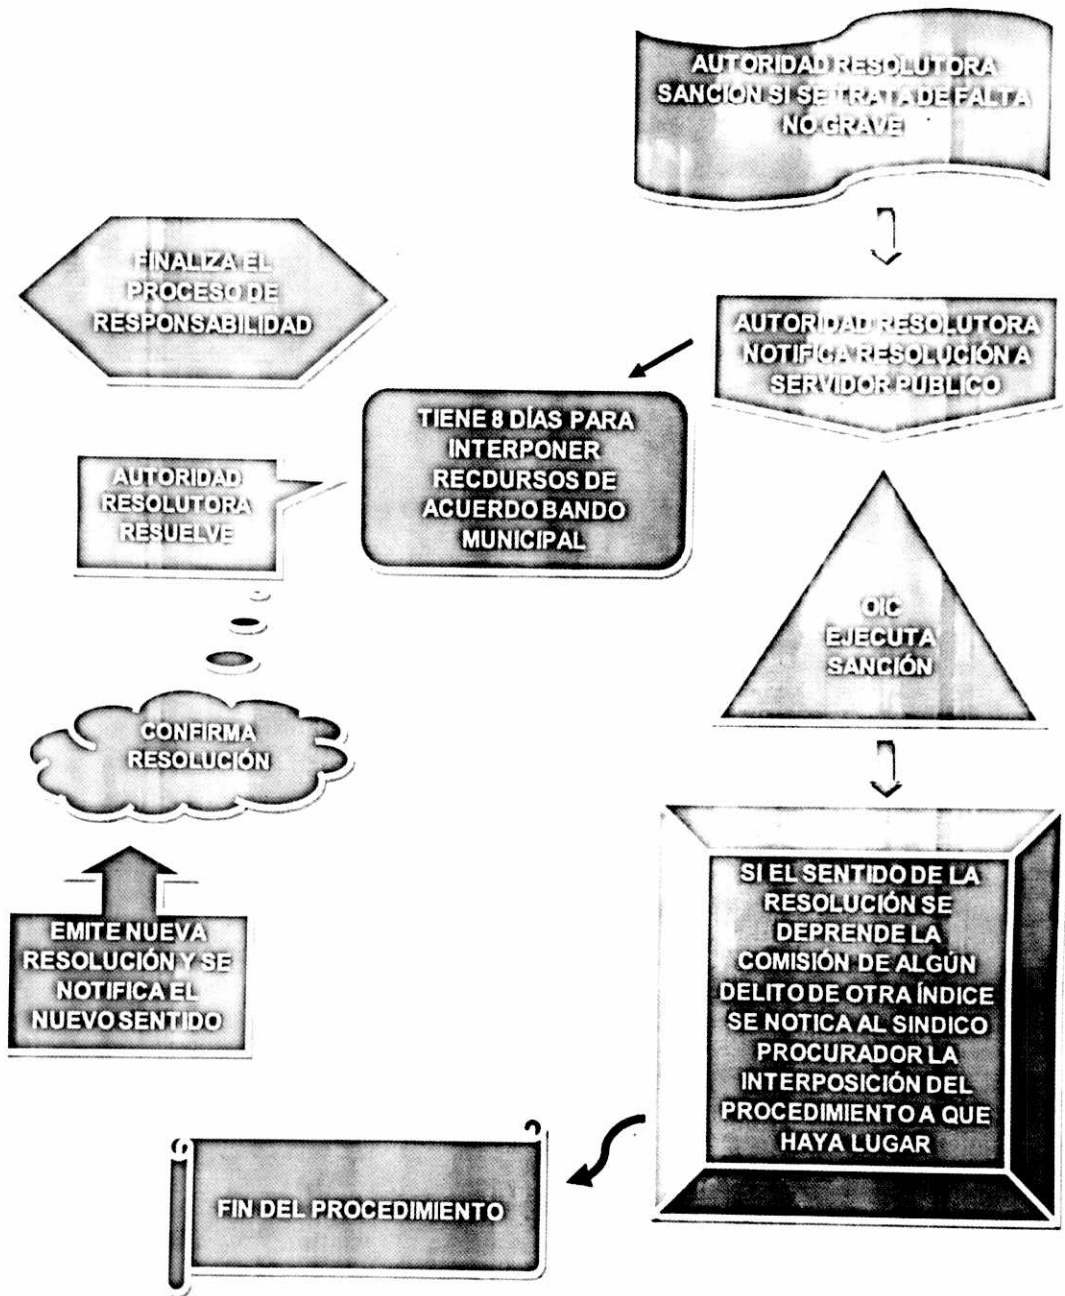 AUTORIDAD RESOLUTORA
SANCIÓN SI SE TRATA DE FALTA
NO GRAVE
FINALIZA EL
PROCESO DE
RESPONSABILIDAD
AUTORIDAD RESOLUTORA
NOTIFICA RESOLUCIÓN A
SERVIDOR PÚBLICO
TIENE 8 DÍAS PARA
INTERPONER
RECDURSOS DE
ACUERDO BANDO
MUNICIPAL
AUTORIDAD
RESOLUTORA
RESUELVE
OIC
EJECUTA
SANCIÓN
CONFIRMA
RESOLUCIÓN
EMITE NUEVA
RESOLUCIÓN Y SE
NOTIFICA EL
NUEVO SENTIDO
SI EL SENTIDO DE LA
RESOLUCIÓN SE
DEPRENDE LA
COMISIÓN DE ALGÚN
DELITO DE OTRA ÍNDICE
SE NOTICA AL SINDICO
PROCURADOR LA
INTERPOSICIÓN DEL
PROCEDIMIENTO A QUE
HAYA LUGAR
FIN DEL PROCEDIMIENTO